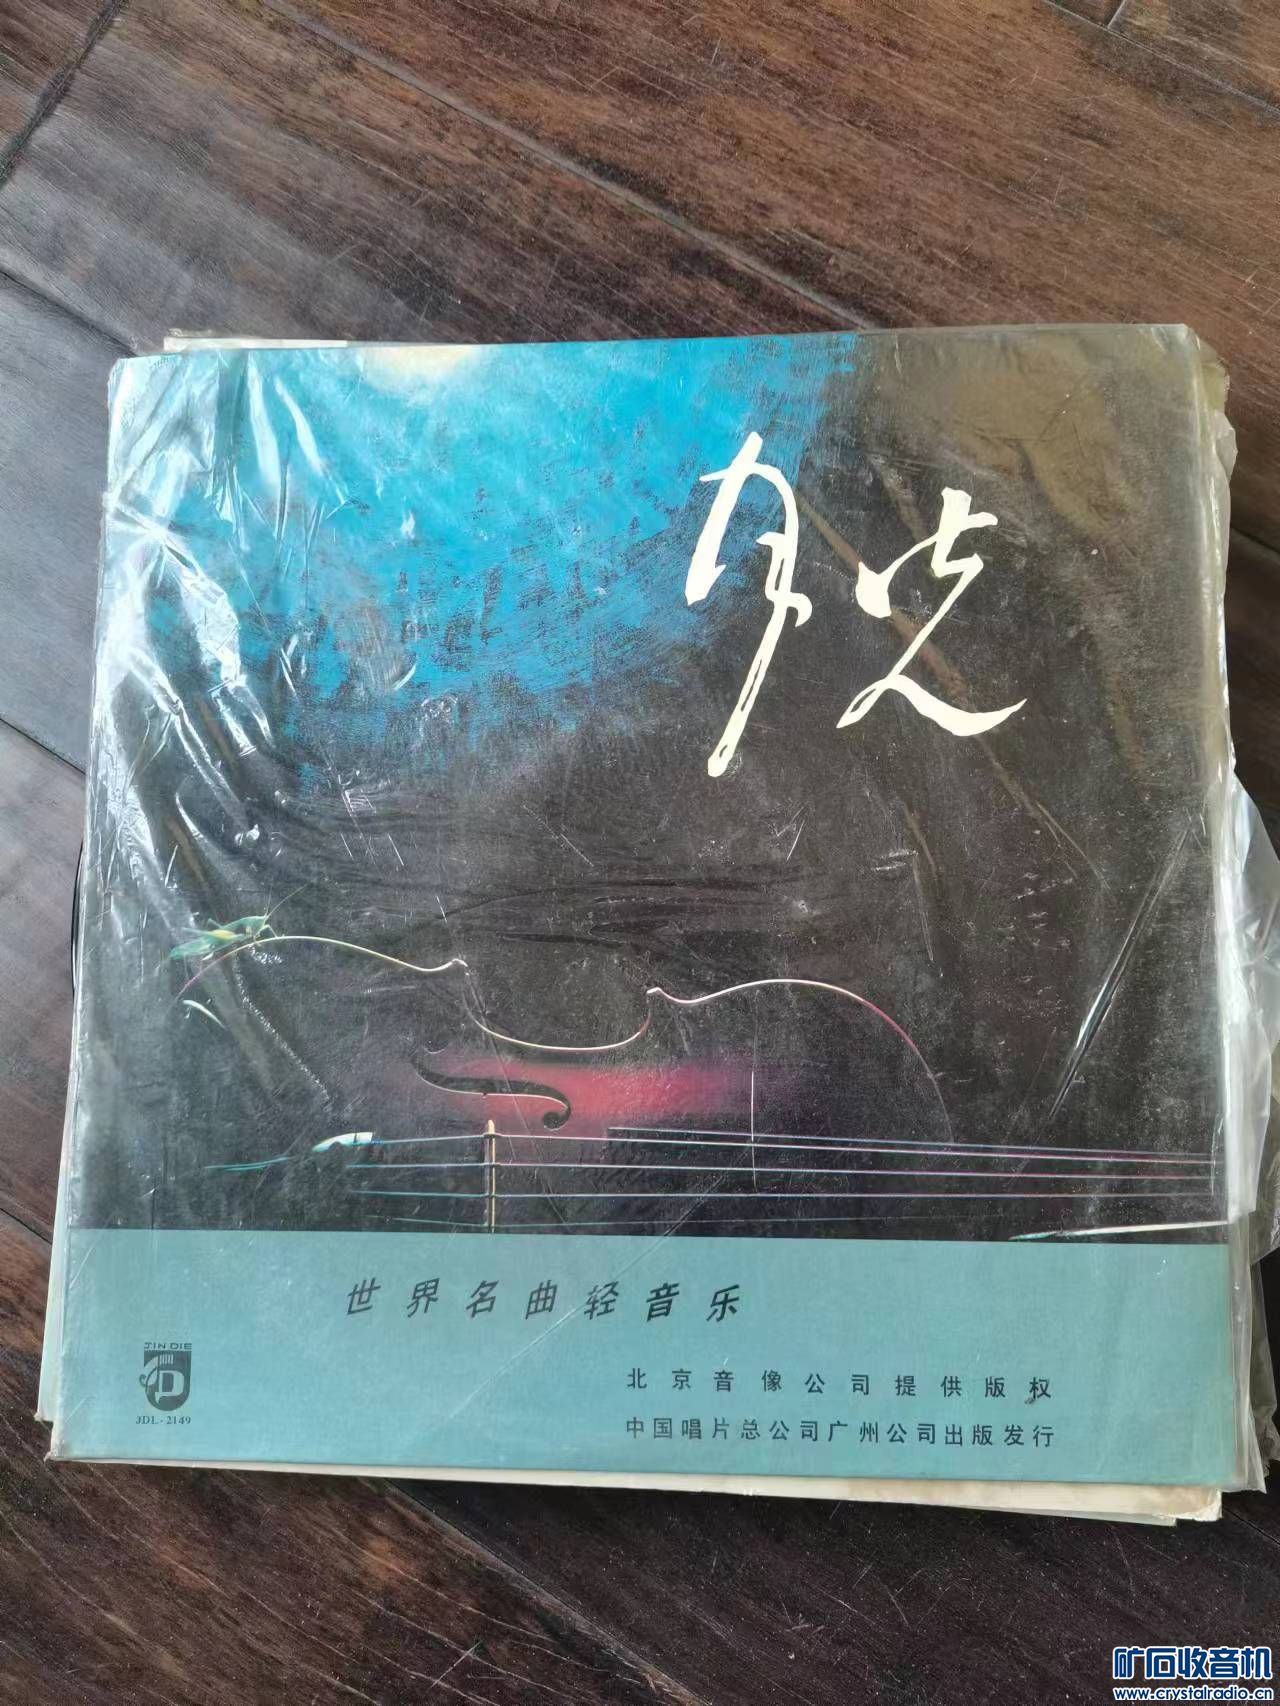 月光
世界名曲轻音乐
JIN DIE
JDL-2149
北京音像公司提供版权
中国唱片总公司广州公司出版发行
矿石收音机
www.crystalradio.cn